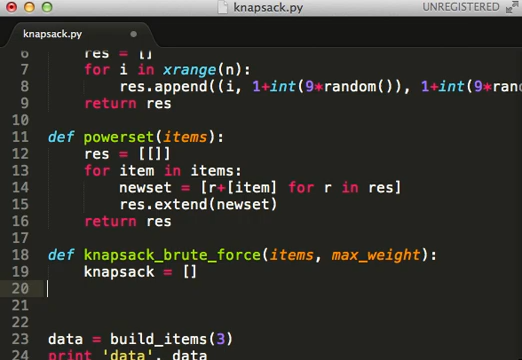 knapsack.py
UNREGISTERED
knapsack.py
6 res = []
7 for i in xrange(n):
8 res.append((i, 1+int(9*random()), 1+int(9*ran
9 return res
10
11 def powerset(items):
12 res = [[]]
13 for item in items:
14 newset = [r+[item] for r in res]
15 res.extend(newset)
16 return res
17
18 def knapsack_brute_force(items, max_weight):
19 knapsack = []
20
21
22
23 data = build_items(3)
24 print 'data', data